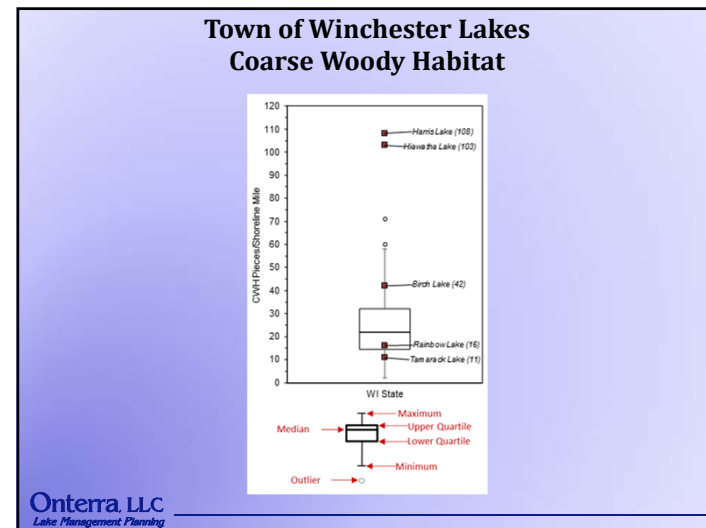 Town of Winchester Lakes
Coarse Woody Habitat
120
110
100
90
80
70
60
50
40
30
20
10
0
CWH Pieces/Shoreline Mile
Harris Lake (108)
Hiawatha Lake (103)
Birch Lake (42)
Rainbow Lake (16)
Tamarack Lake (11)
WI State
Maximum
Median
Upper Quartile
Lower Quartile
Minimum
Outlier
Onterra, LLC
Lake Management Planning